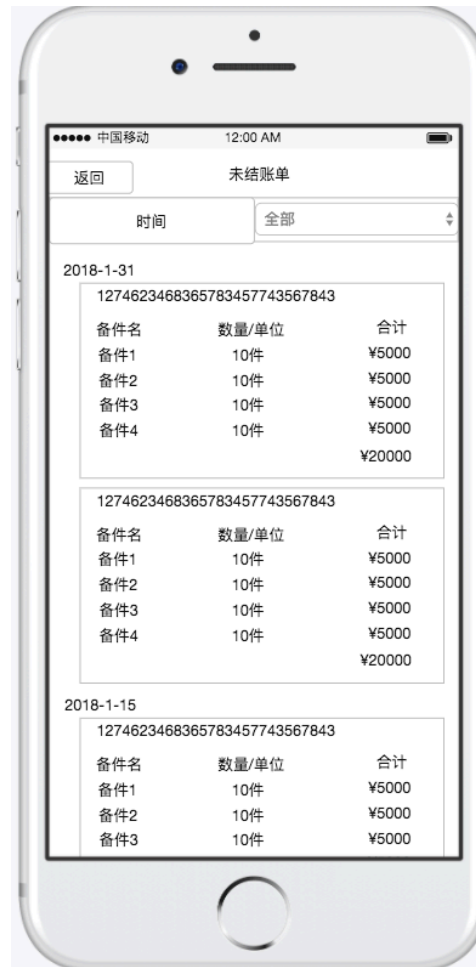 中国移动 12:00 AM
返回 未结账单
时间 全部
2018-1-31
1274623468365783457743567843
备件名 数量/单位 合计
备件1 10件 ¥5000
备件2 10件 ¥5000
备件3 10件 ¥5000
备件4 10件 ¥5000
¥20000
1274623468365783457743567843
备件名 数量/单位 合计
备件1 10件 ¥5000
备件2 10件 ¥5000
备件3 10件 ¥5000
备件4 10件 ¥5000
¥20000
2018-1-15
1274623468365783457743567843
备件名 数量/单位 合计
备件1 10件 ¥5000
备件2 10件 ¥5000
备件3 10件 ¥5000